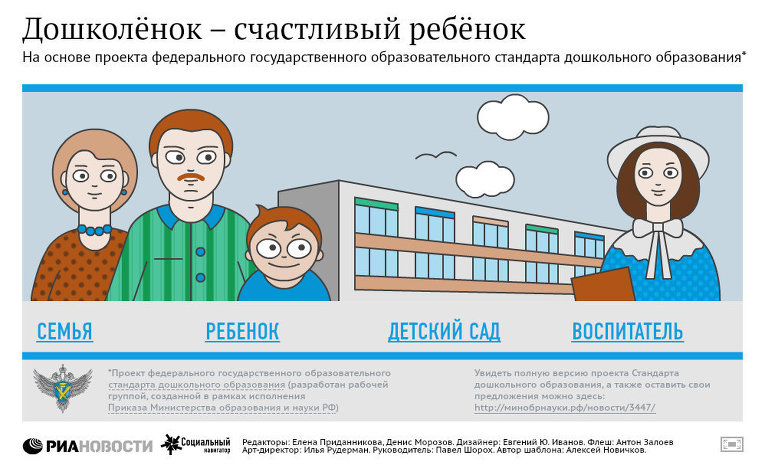 Дошколёнок – счастливый ребёнок
На основе проекта федерального государственного образовательного стандарта дошкольного образования*
СЕМЬЯ
РЕБЕНОК
ДЕТСКИЙ САД
ВОСПИТАТЕЛЬ
*Проект федерального государственного образовательного
стандарта дошкольного образования (разработан рабочей
группой, созданной в рамках исполнения
Приказа Министерства образования и науки РФ)
Увидеть полную версию проекта Стандарта
дошкольного образования, а также оставить свои
предложения можно здесь:
http://минобрнауки.рф/новости/3447/
РИАНОВОСТИ
Социальный
навигатор
Редакторы: Елена Приданникова, Денис Морозов. Дизайнер: Евгений Ю. Иванов. Флеш: Антон Залоев
Арт-директор: Илья Рудерман. Руководитель: Павел Шорох. Автор шаблона: Алексей Новичков.